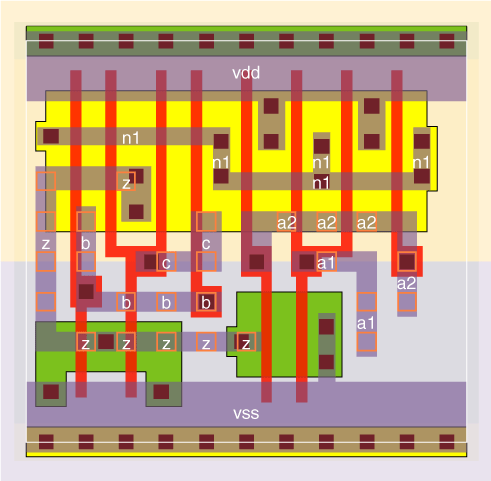 vdd
n1
n1 n1 n1
z n1
a2 a2 a2
z b c
c a1
a2
b b b
a1
z z z z z
vss